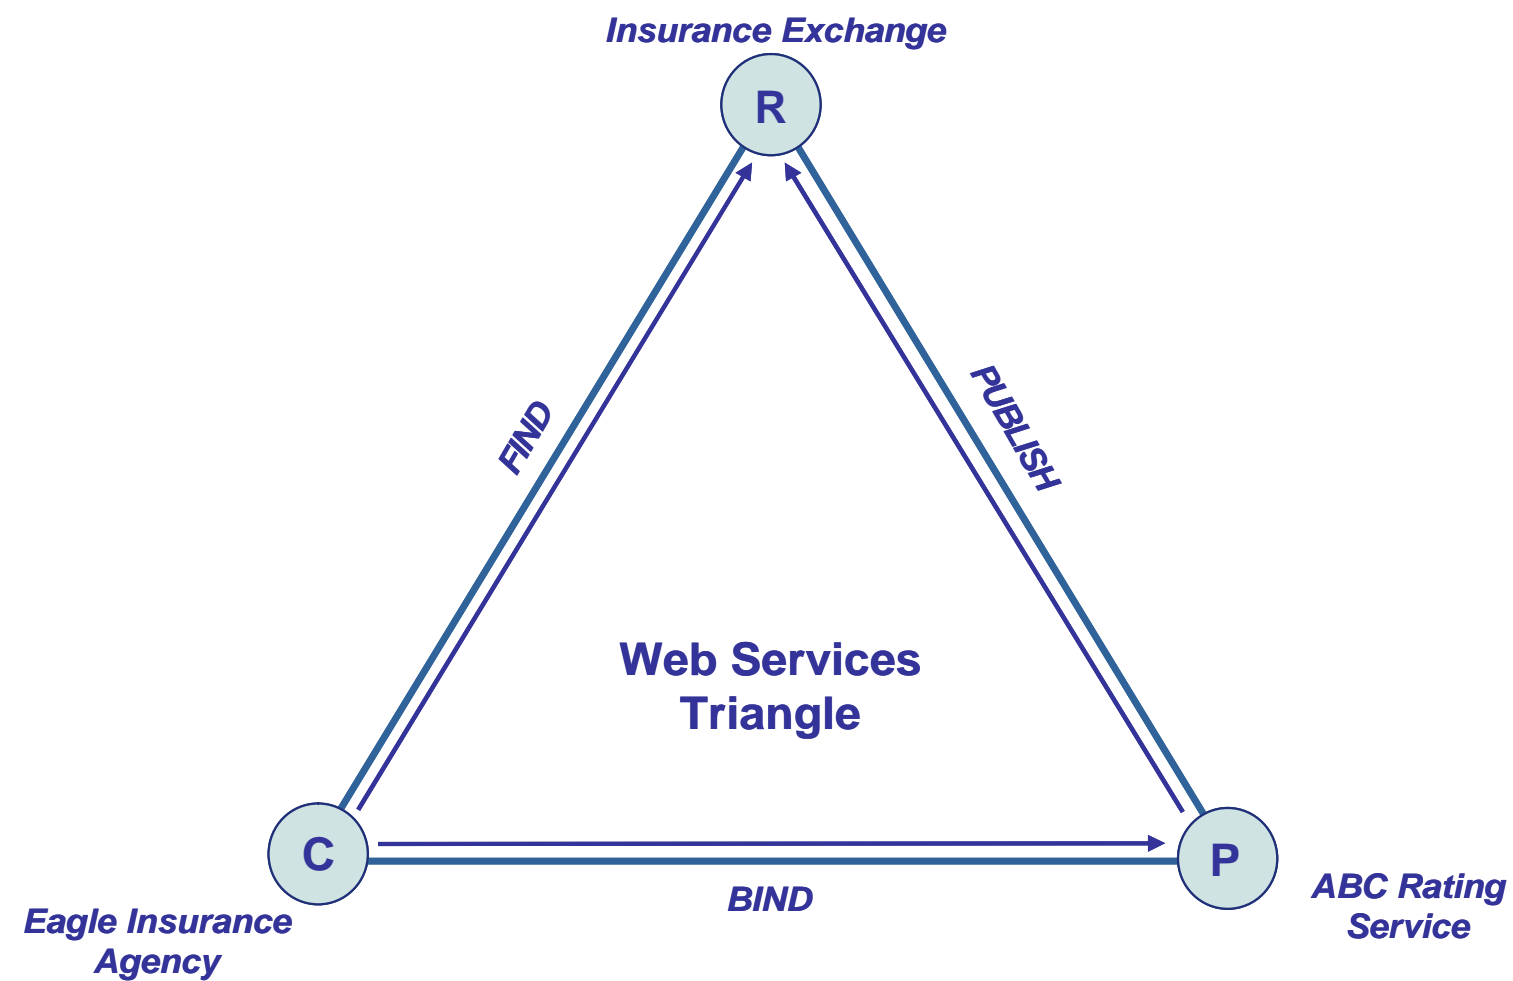 Insurance Exchange
R
FIND
PUBLISH
Web Services
Triangle
C
P
BIND
Eagle Insurance
Agency
ABC Rating
Service